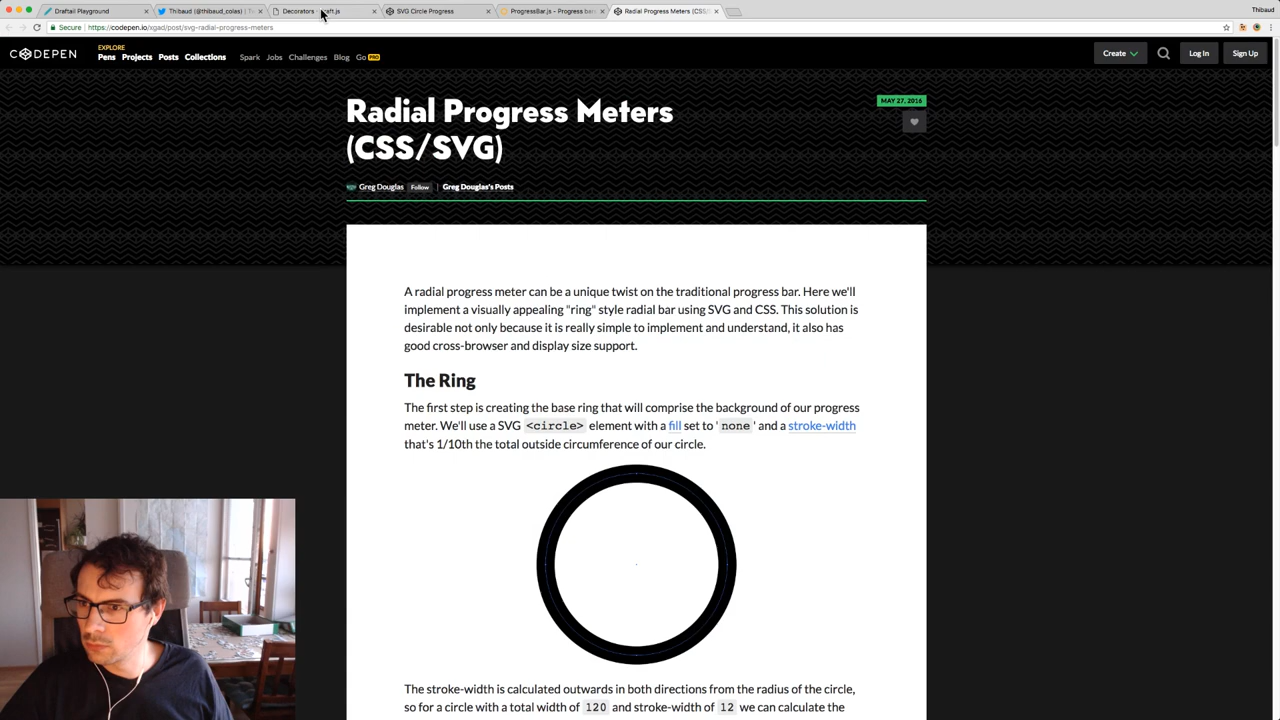 Draftail Playground
Thibaud (@thibaud_colas) | T
Decorators
SVG Circle Progress
ProgressBar.js - Progress bar
Radial Progress Meters (CSS/
Thibaud
Secure https://codepen.io/xgad/post/svg-radial-progress-meters
CODEPEN
EXPLORE
Pens Projects Posts Collections Spark Jobs Challenges Blog Go PRO
Create
Log In
Sign Up
Radial Progress Meters
(CSS/SVG)
MAY 27, 2016
Greg Douglas Follow | Greg Douglas's Posts
A radial progress meter can be a unique twist on the traditional progress bar. Here we'll
implement a visually appealing "ring" style radial bar using SVG and CSS. This solution is
desirable not only because it is really simple to implement and understand, it also has
good cross-browser and display size support.
The Ring
The first step is creating the base ring that will comprise the background of our progress
meter. We'll use a SVG <circle> element with a fill set to 'none' and a stroke-width
that's 1/10th the total outside circumference of our circle.
The stroke-width is calculated outwards in both directions from the radius of the circle,
so for a circle with a total width of 120 and stroke-width of 12 we can calculate the